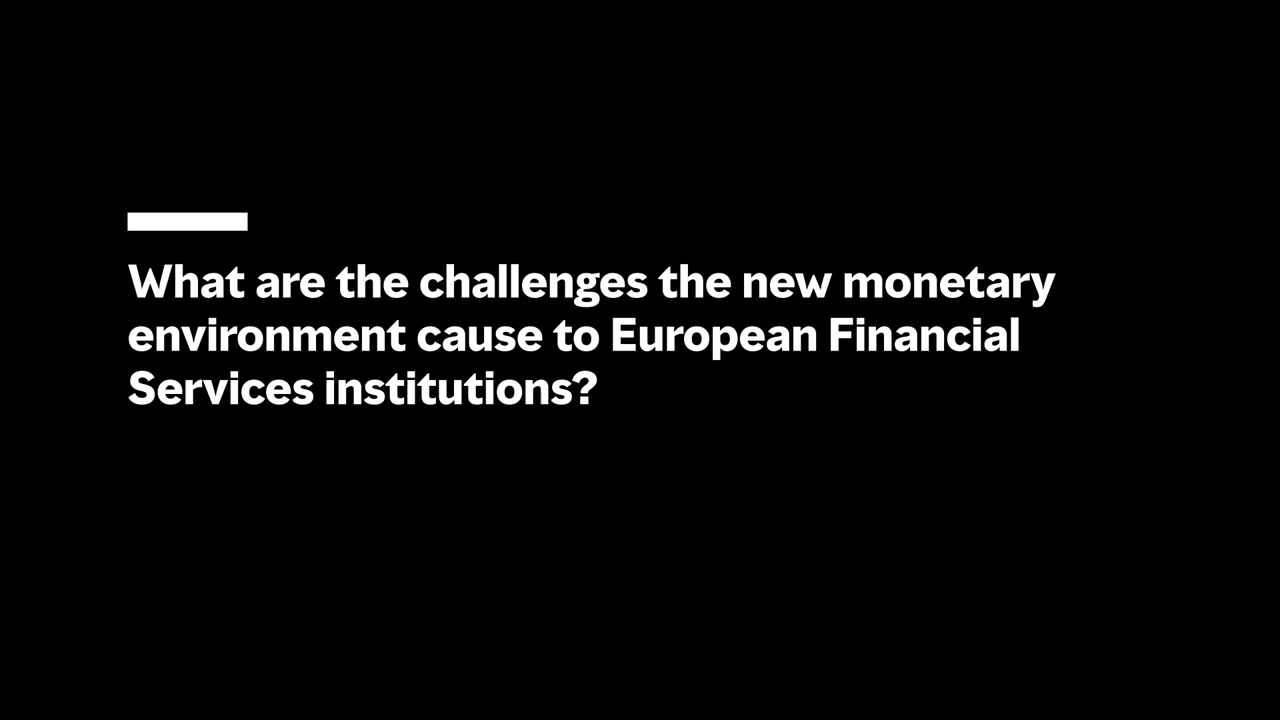 What are the challenges the new monetary
environment cause to European Financial
Services institutions?